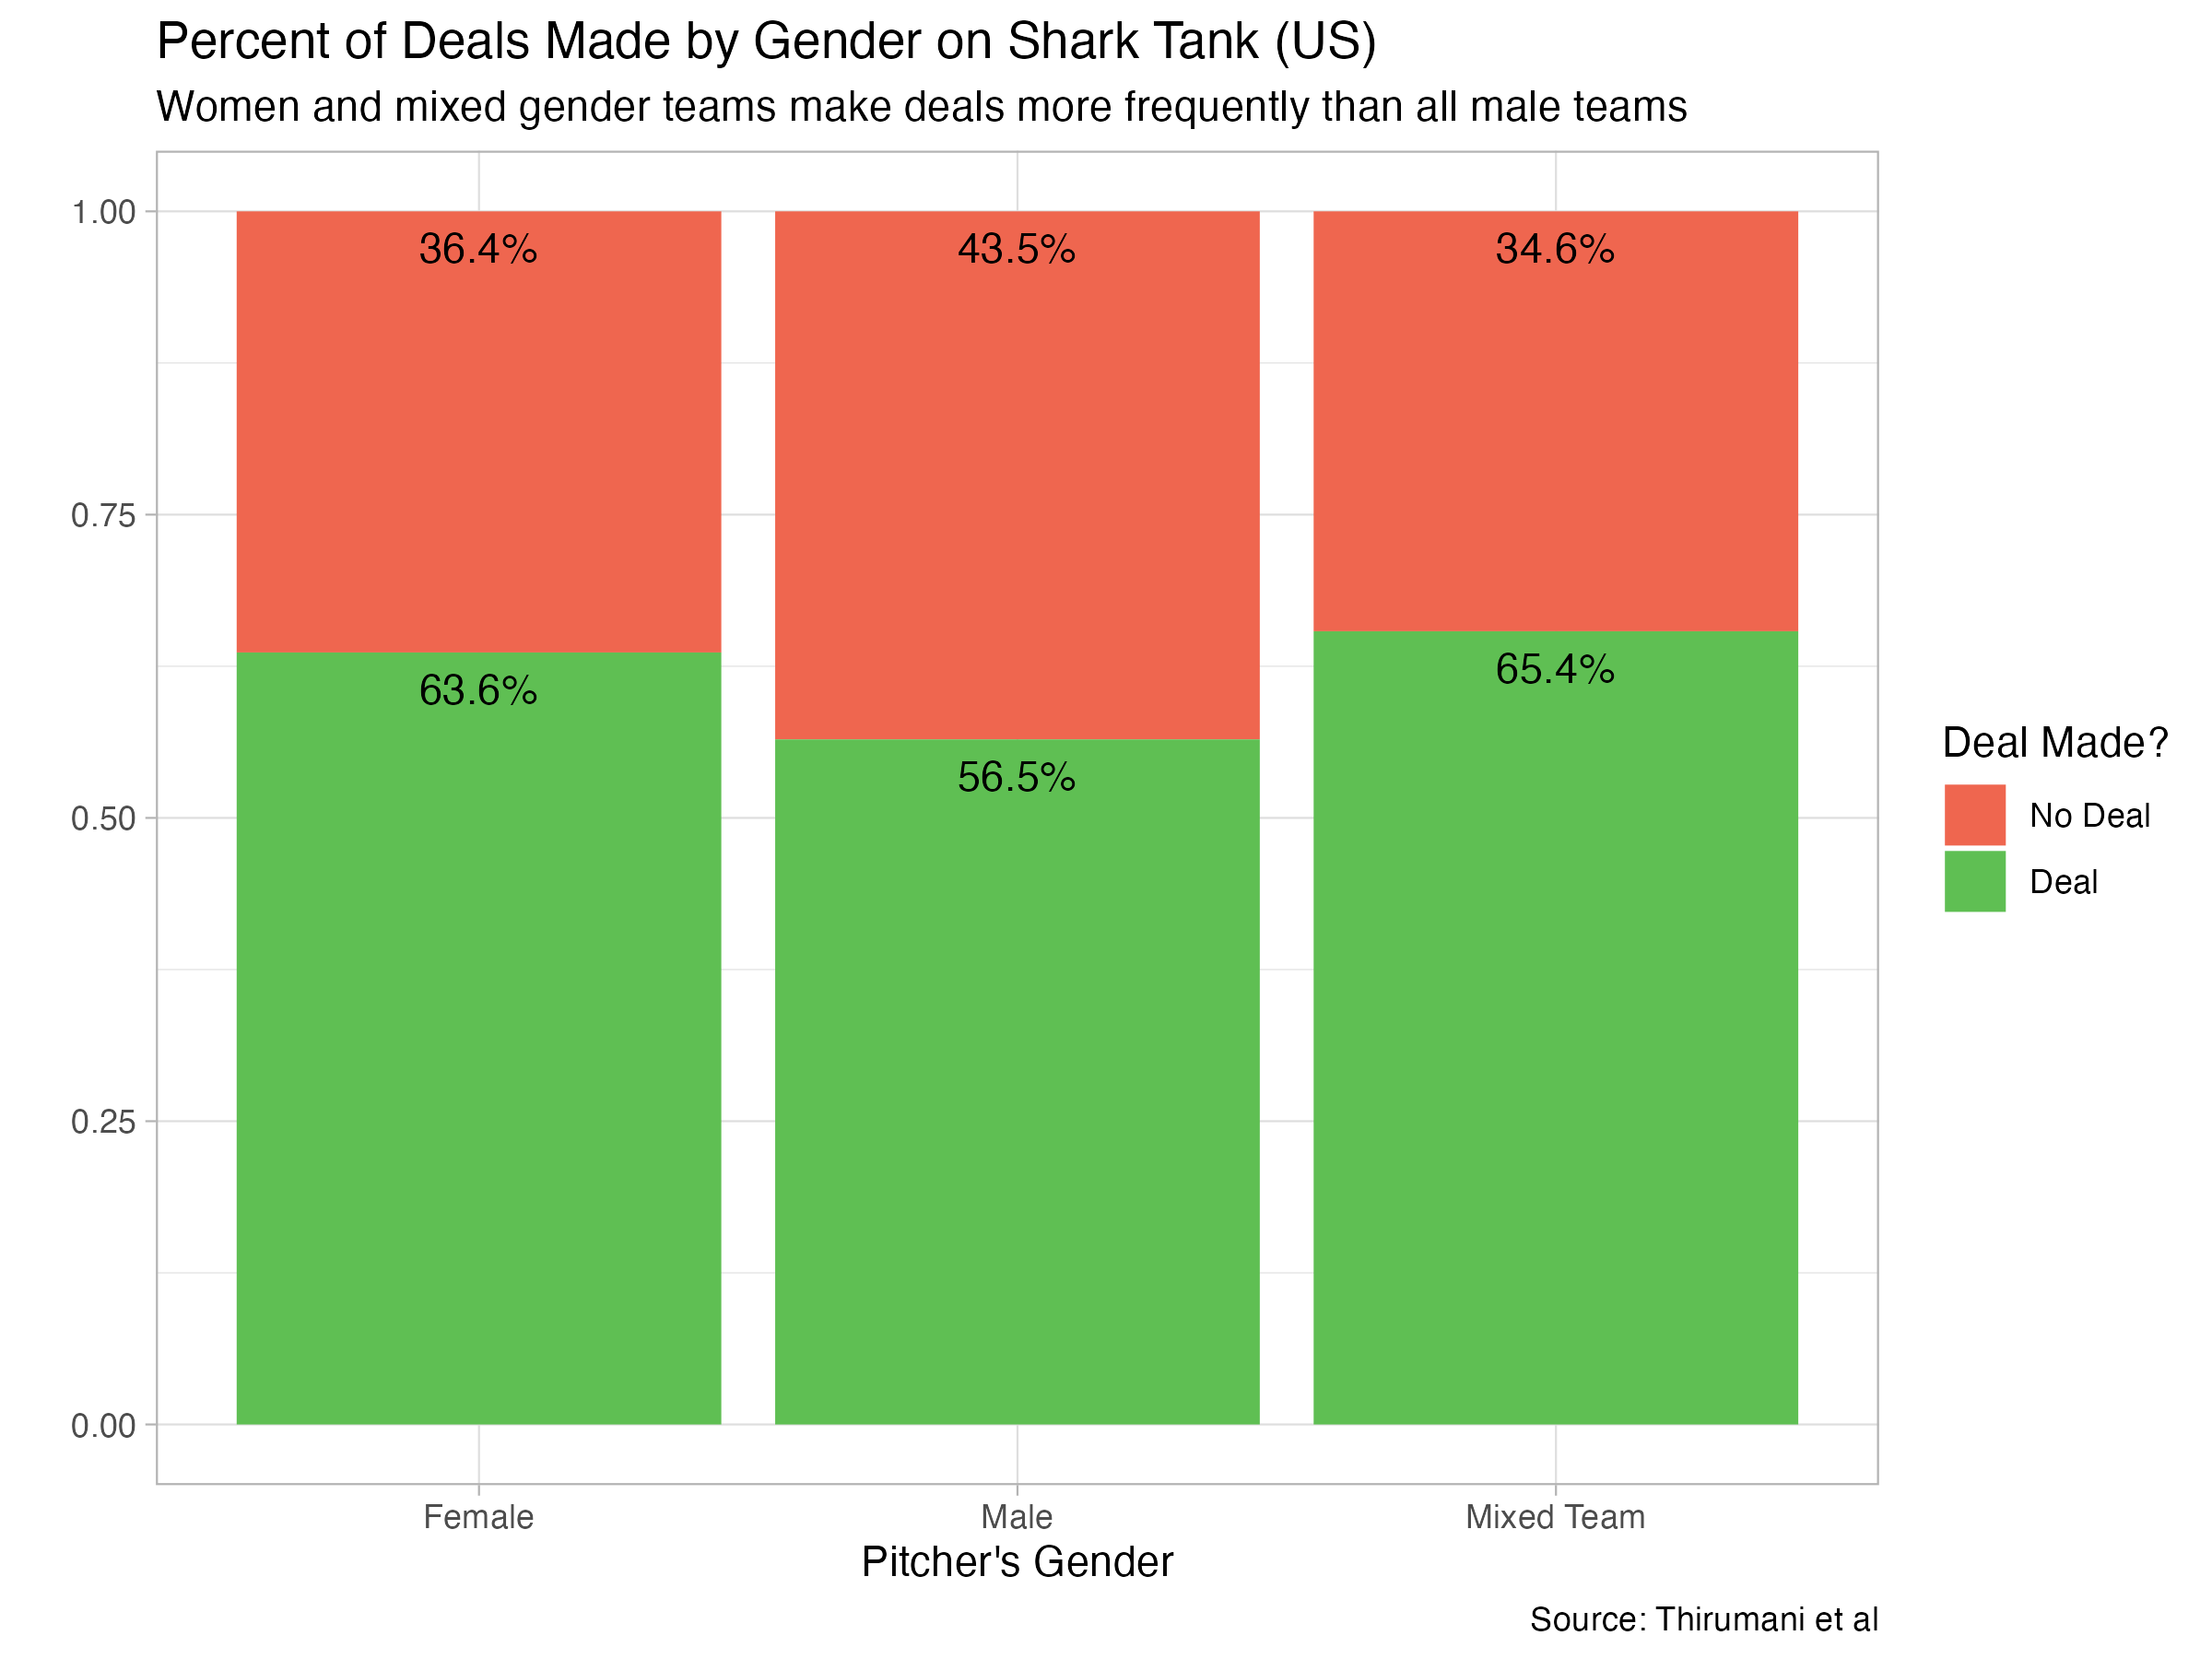 Percent of Deals Made by Gender on Shark Tank (US)
Women and mixed gender teams make deals more frequently than all male teams
1.00
0.75
0.50
0.25
0.00
36.4%
43.5%
34.6%
63.6%
56.5%
65.4%
Deal Made?
No Deal
Deal
Female
Male
Mixed Team
Pitcher's Gender
Source: Thirumani et al